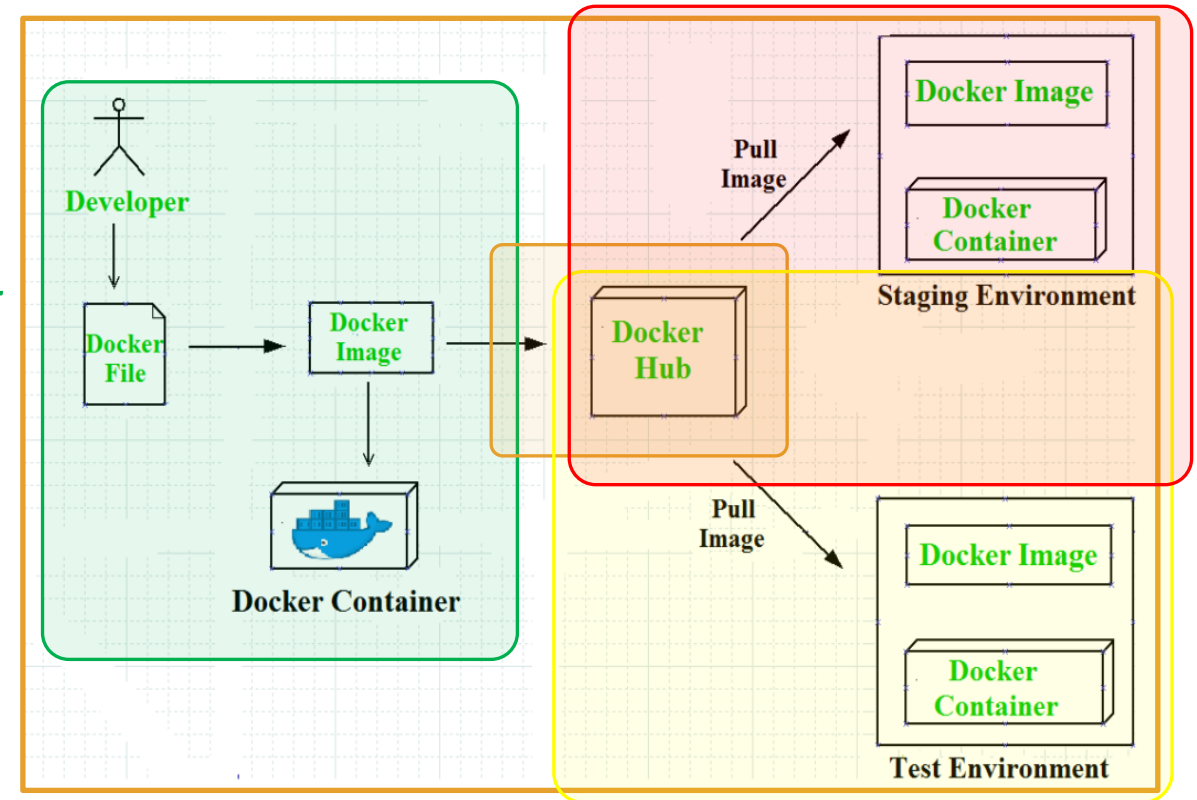 Developer
Docker
File
Docker
Image
Docker Container
Docker
Hub
Pull
Image
Docker Image
Docker
Container
Staging Environment
Pull
Image
Docker Image
Docker
Container
Test Environment